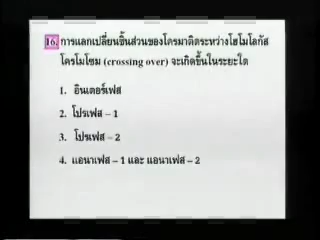 16. การแลกเปลี่ยนชิ้นส่วนของโครมาติดระหว่างโฮโมโลกัส
โครโมโซม (crossing over) จะเกิดขึ้นในระยะใด
1. อินเตอร์เฟส
2. โปรเฟส – 1
3. โปรเฟส – 2
4. แอนาเฟส – 1 และ แอนาเฟส – 2